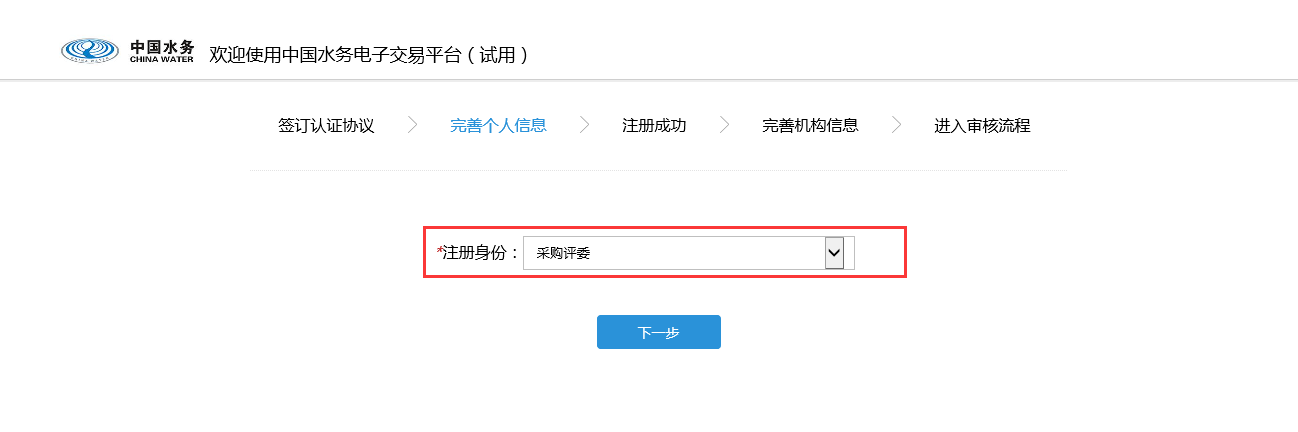 中国水务
CHINA WATER
欢迎使用中国水务电子交易平台（试用）
签订认证协议 完善个人信息 注册成功 完善机构信息 进入审核流程
*注册身份： 采购评委
下一步